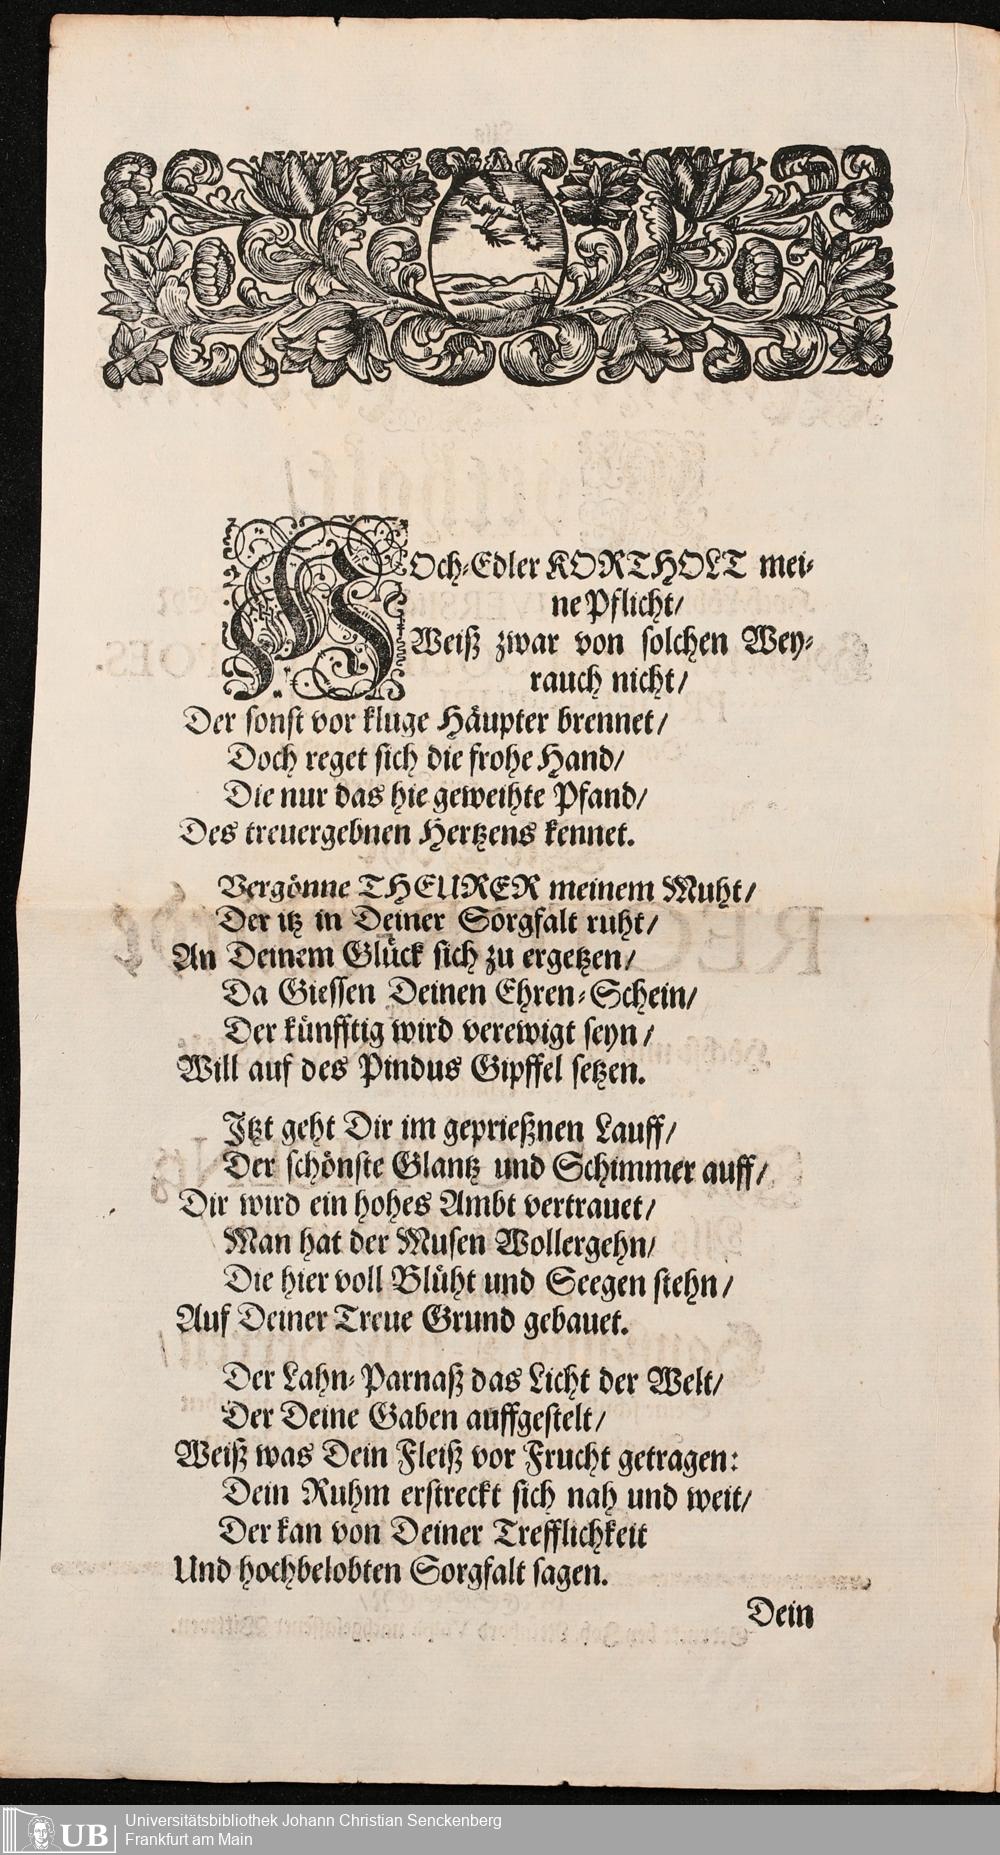 HOch-Edler KORTHOLT mei-
ne Pflicht/
Weiß zwar von solchen Wey-
rauch nicht/
Der sonst vor kluge Häupter brennet/
Doch reget sich die frohe Hand/
Die nur das hie geweihte Pfand/
Des treuergebnen Hertzens kennet.
Vergönne THEURER meinem Muht/
Der itz in Deiner Sorgfalt ruht/
An Deinem Glück sich zu ergetzen/
Da Giessen Deinen Ehren-Schein/
Der künfftig wird verewigt seyn/
Will auf des Pindus Gipffel setzen.
Jtzt geht Dir im geprießnen Lauff/
Der schönste Glantz und Schimmer auff/
Dir wird ein hohes Ambt vertrauet/
Man hat der Musen Wollergehn/
Die hier voll Blüht und Seegen stehn/
Auf Deiner Treue Grund gebauet.
Der Lahn-Parnaß das Licht der Welt/
Der Deine Gaben auffgestelt/
Weiß was Dein Fleiß vor Frucht getragen:
Dein Ruhm erstreckt sich nah und weit/
Der kan von Deiner Trefflichkeit
Und hochbelobten Sorgfalt sagen.
Dein
UB
Universitätsbibliothek Johann Christian Senckenberg
Frankfurt am Main